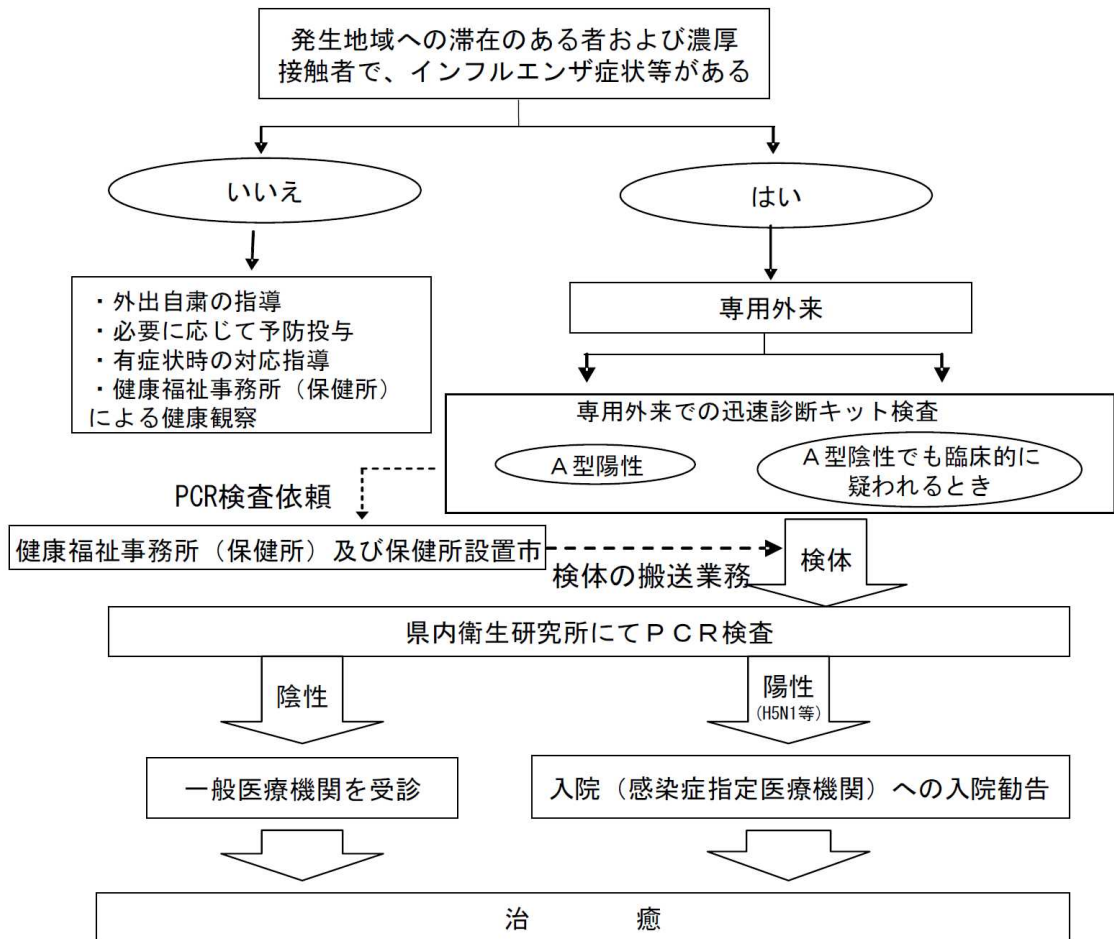 発生地域への滞在のある者および濃厚
接触者で、インフルエンザ症状等がある
いいえ
はい
・外出自粛の指導
・必要に応じて予防投与
・有症状時の対応指導
・健康福祉事務所（保健所）
による健康観察
専用外来
専用外来での迅速診断キット検査
Ａ型陽性
Ａ型陰性でも臨床的に
疑われるとき
PCR検査依頼
健康福祉事務所（保健所）及び保健所設置市
検体の搬送業務
検体
県内衛生研究所にてＰＣＲ検査
陰性
陽性
(H5N1等)
一般医療機関を受診
入院（感染症指定医療機関）への入院勧告
治　　　癒